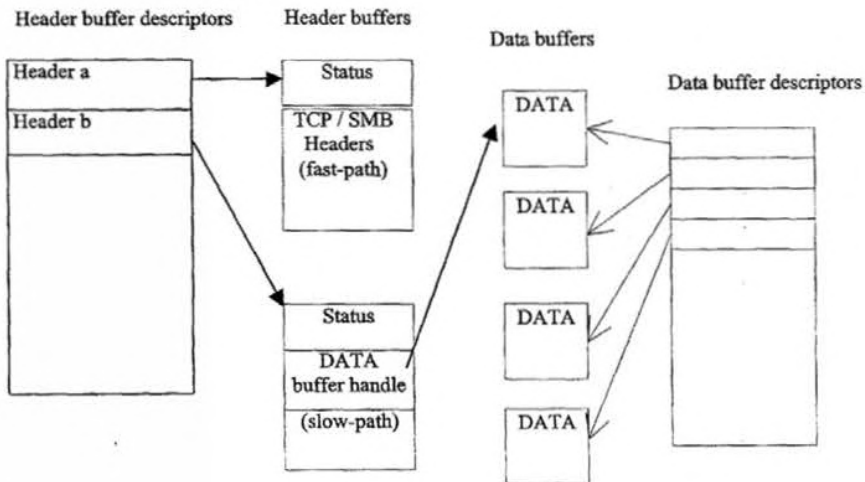 Header buffer descriptors
Header buffers
Data buffers
Data buffer descriptors
Header a
Header b
Status
TCP / SMB
Headers
(fast-path)
Status
DATA
buffer handle
(slow-path)
DATA
DATA
DATA
DATA